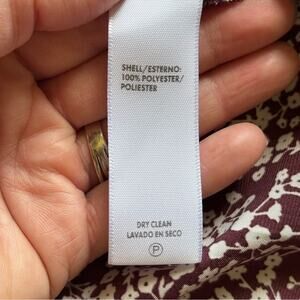 SHELL/ESTERNO:
100% POLYESTER/
POLIESTER
DRY CLEAN
LAVADO EN SECO
P